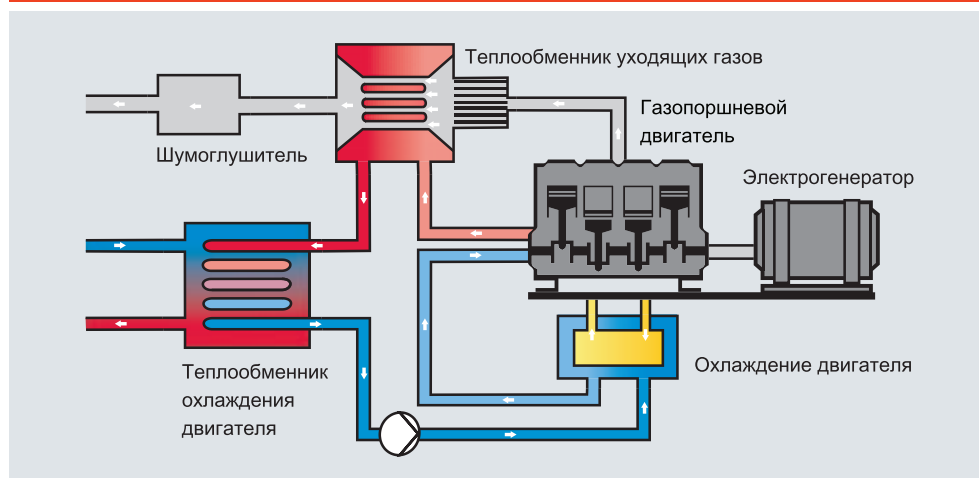 Теплообменник уходящих газов
Газопоршневой
двигатель
Шумоглушитель
Электрогенератор
Теплообменник
охлаждения
двигателя
Охлаждение двигателя